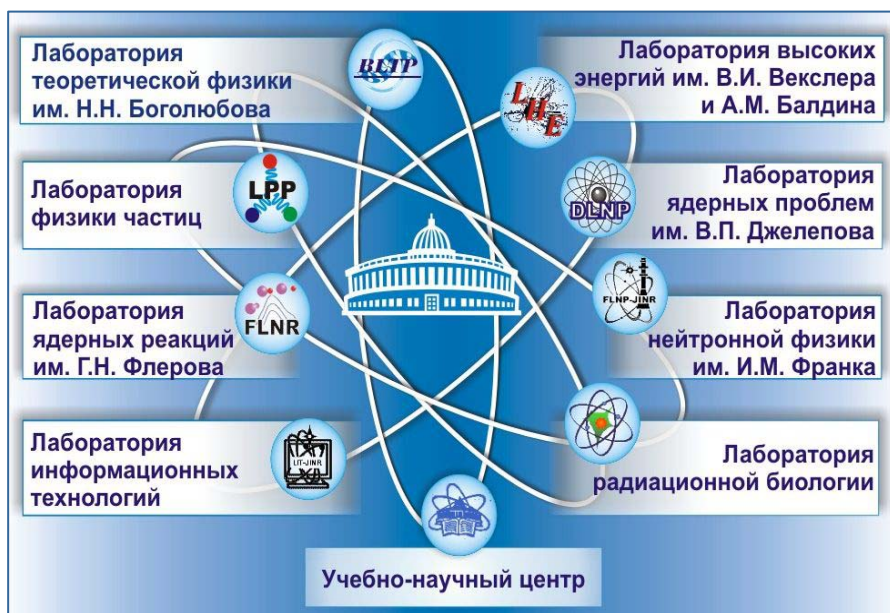 Лаборатория
теоретической физики
им. Н.Н. Боголюбова
BLTP
Лаборатория высоких
энергий им. В.И. Векслера
и А.М. Балдина
LHE
Лаборатория
физики частиц
LPP
Лаборатория
ядерных проблем
им. В.П. Джелепова
DLNP
Лаборатория
ядерных реакций
им. Г.Н. Флерова
FLNR
Лаборатория
нейтронной физики
им. И.М. Франка
FLNP-JINR
Лаборатория
информационных
технологий
LIT-JINR
Лаборатория
радиационной биологии
Учебно-научный центр